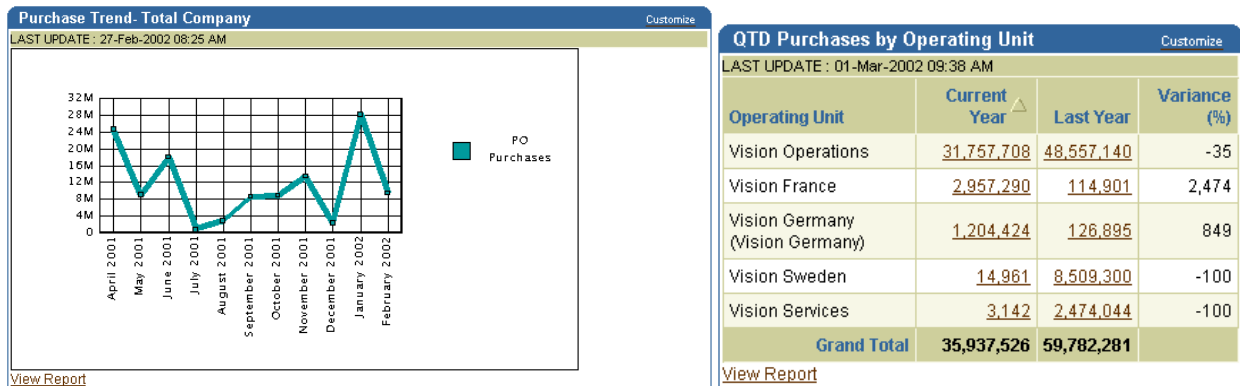 Purchase Trend- Total Company
Customize
LAST UPDATE : 27-Feb-2002 08:25 AM
32M
28M
24M
20M
16M
12M
8M
4M
0
April 2001
May 2001
June 2001
July 2001
August 2001
September 2001
October 2001
November 2001
December 2001
January 2002
February 2002
PO
Purchases
View Report
QTD Purchases by Operating Unit
Customize
LAST UPDATE : 01-Mar-2002 09:38 AM
Operating Unit Current Year Last Year Variance (%)
Vision Operations 31,757,708 48,557,140 -35
Vision France 2,957,290 114,901 2,474
Vision Germany
(Vision Germany) 1,204,424 126,895 849
Vision Sweden 14,961 8,509,300 -100
Vision Services 3,142 2,474,044 -100
Grand Total 35,937,526 59,782,281
View Report